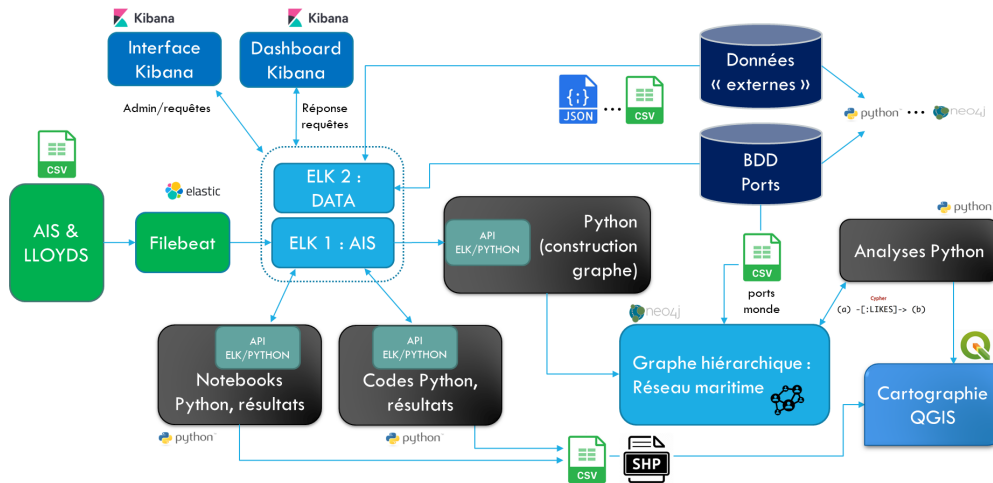 Kibana
Kibana
Interface
Kibana
Dashboard
Kibana
Admin/requêtes
Réponse
requêtes
Données
« externes »
{;}
JSON
...
CSV
python
...
neo4j
BDD
Ports
CSV
AIS &
LLOYDS
elastic
Filebeat
ELK 2 :
DATA
ELK 1 : AIS
API
ELK/PYTHON
Python
(construction
graphe)
python
Analyses Python
CSV
ports
monde
Cypher
(a) -[:LIKES]-> (b)
neo4j
Graphe hiérarchique :
Réseau maritime
API
ELK/PYTHON
Notebooks
Python, résultats
python
API
ELK/PYTHON
Codes Python,
résultats
python
Cartographie
QGIS
CSV
SHP